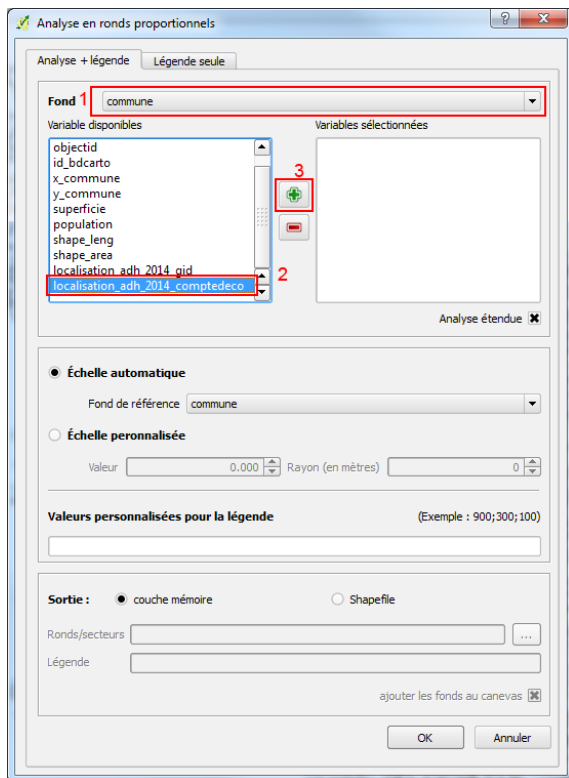 Analyse en ronds proportionnels
Analyse + légende
Légende seule
Fond 1 commune
Variable disponibles
Variables sélectionnées
objectid
id_bdcarto
x_commune
y_commune
superficie
population
shape_leng
shape_area
localisation_adh_2014_gid
localisation_adh_2014_comptedeco
2
3
Analyse étendue
Échelle automatique
Fond de référence commune
Échelle peronnalisée
Valeur 0.000 Rayon (en mètres) 0
Valeurs personnalisées pour la légende (Exemple : 900;300;100)
Sortie : couche mémoire Shapefile
Ronds/secteurs ...
Légende
ajouter les fonds au canevas
OK Annuler